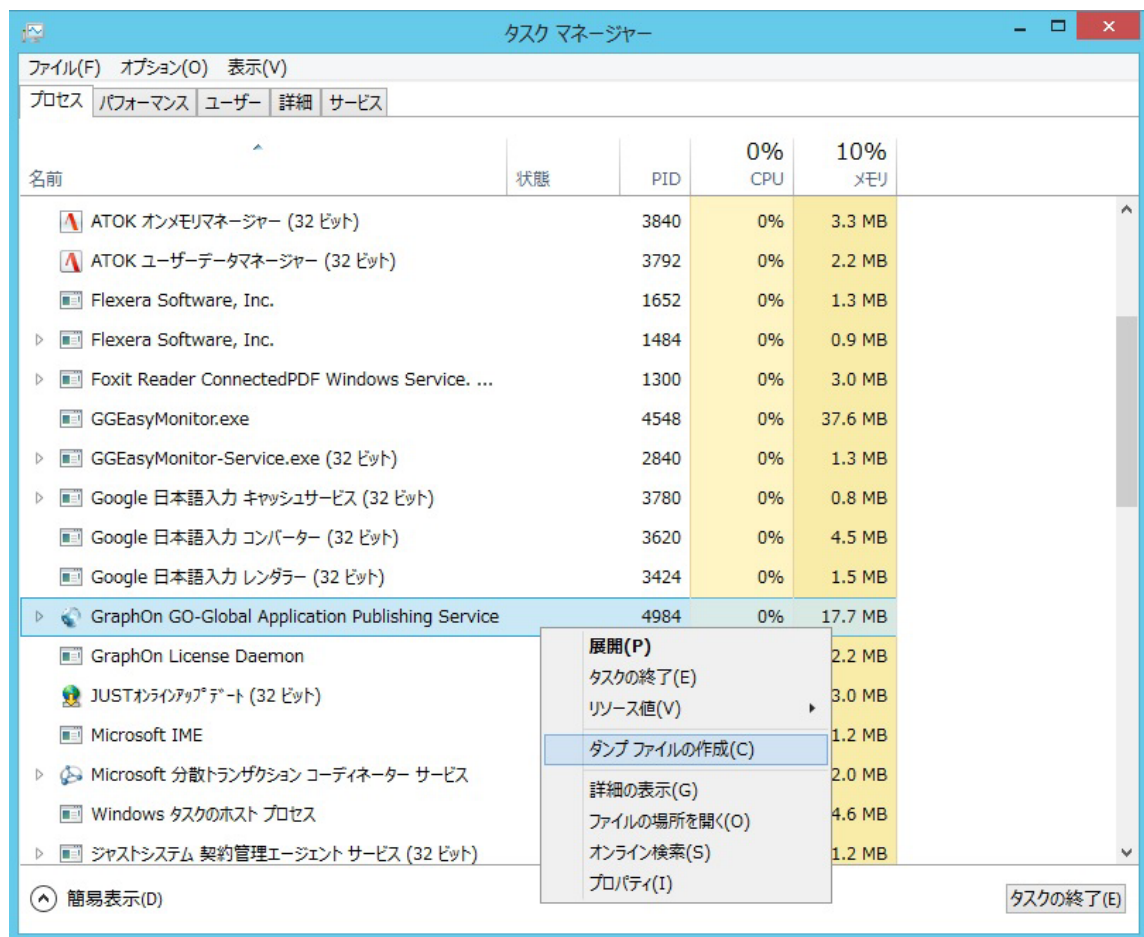 タスク マネージャー
ファイル(F) オプション(O) 表示(V)
プロセス パフォーマンス ユーザー 詳細 サービス
0% 10%
名前 状態 PID CPU メモリ
ATOK オンメモリマネージャー (32 ビット) 3840 0% 3.3 MB
ATOK ユーザーデータマネージャー (32 ビット) 3792 0% 2.2 MB
Flexera Software, Inc. 1652 0% 1.3 MB
Flexera Software, Inc. 1484 0% 0.9 MB
Foxit Reader ConnectedPDF Windows Service. ... 1300 0% 3.0 MB
GGEasyMonitor.exe 4548 0% 37.6 MB
GGEasyMonitor-Service.exe (32 ビット) 2840 0% 1.3 MB
Google 日本語入力 キャッシュサービス (32 ビット) 3780 0% 0.8 MB
Google 日本語入力 コンバーター (32 ビット) 3620 0% 4.5 MB
Google 日本語入力 レンダラー (32 ビット) 3424 0% 1.5 MB
GraphOn GO-Global Application Publishing Service 4984 0% 17.7 MB
GraphOn License Daemon 2.2 MB
JUSTｵﾝﾗｲﾝｱｯﾌﾟﾃﾞｰﾄ (32 ビット) 3.0 MB
Microsoft IME 1.2 MB
Microsoft 分散トランザクション コーディネーター サービス 2.0 MB
Windows タスクのホスト プロセス 4.6 MB
ジャストシステム 契約管理エージェント サービス (32 ビット) 1.2 MB
展開(P)
タスクの終了(E)
リソース値(V)
ダンプ ファイルの作成(C)
詳細の表示(G)
ファイルの場所を開く(O)
オンライン検索(S)
プロパティ(I)
簡易表示(D) タスクの終了(E)